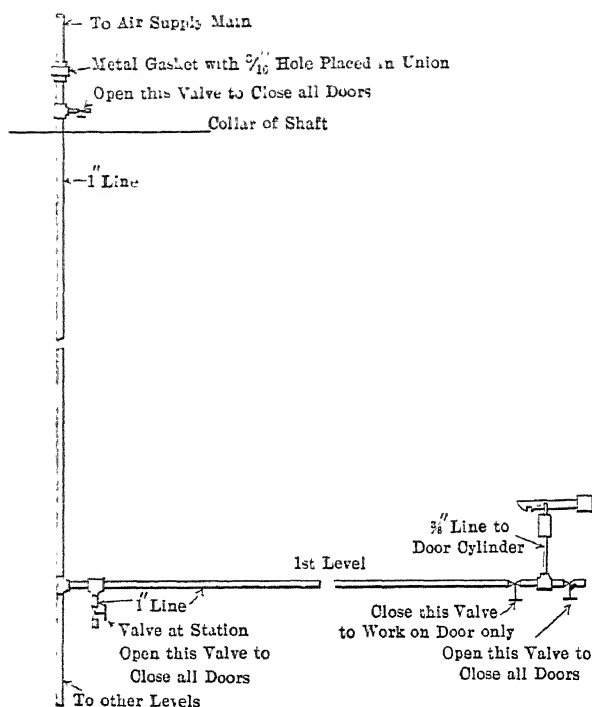 To Air Supply Main
Metal Gasket with 3/16" Hole Placed in Union
Open this Valve to Close all Doors
Collar of Shaft
1" Line
3/8" Line to
Door Cylinder
1st Level
1" Line
Valve at Station
Open this Valve to
Close all Doors
Close this Valve
to Work on Door only
Open this Valve to
Close all Doors
To other Levels